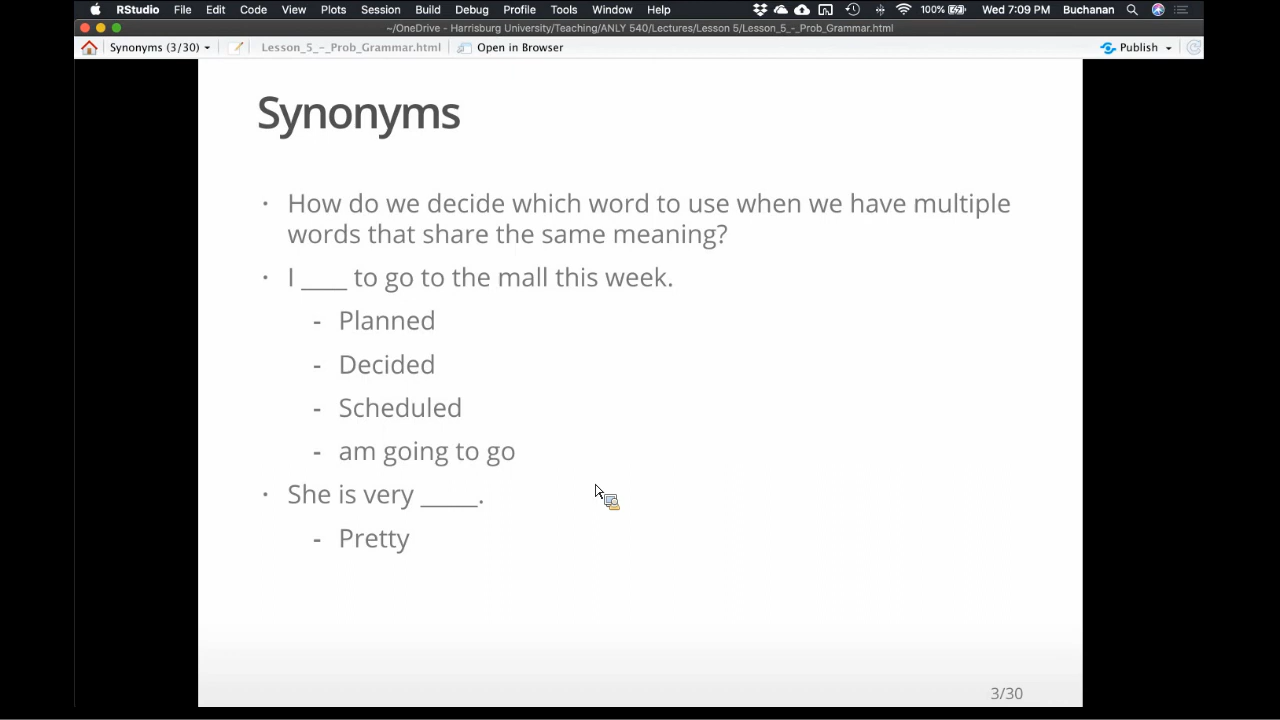 RStudio File Edit Code View Plots Session Build Debug Profile Tools Window Help 100% Wed 7:09 PM Buchanan
~/OneDrive - Harrisburg University/Teaching/ANLY 540/Lectures/Lesson 5/Lesson_5_-_Prob_Grammar.html
Synonyms (3/30) Lesson_5_-_Prob_Grammar.html Open in Browser Publish
Synonyms
· How do we decide which word to use when we have multiple
words that share the same meaning?
· I ____ to go to the mall this week.
- Planned
- Decided
- Scheduled
- am going to go
· She is very _____.
- Pretty
3/30